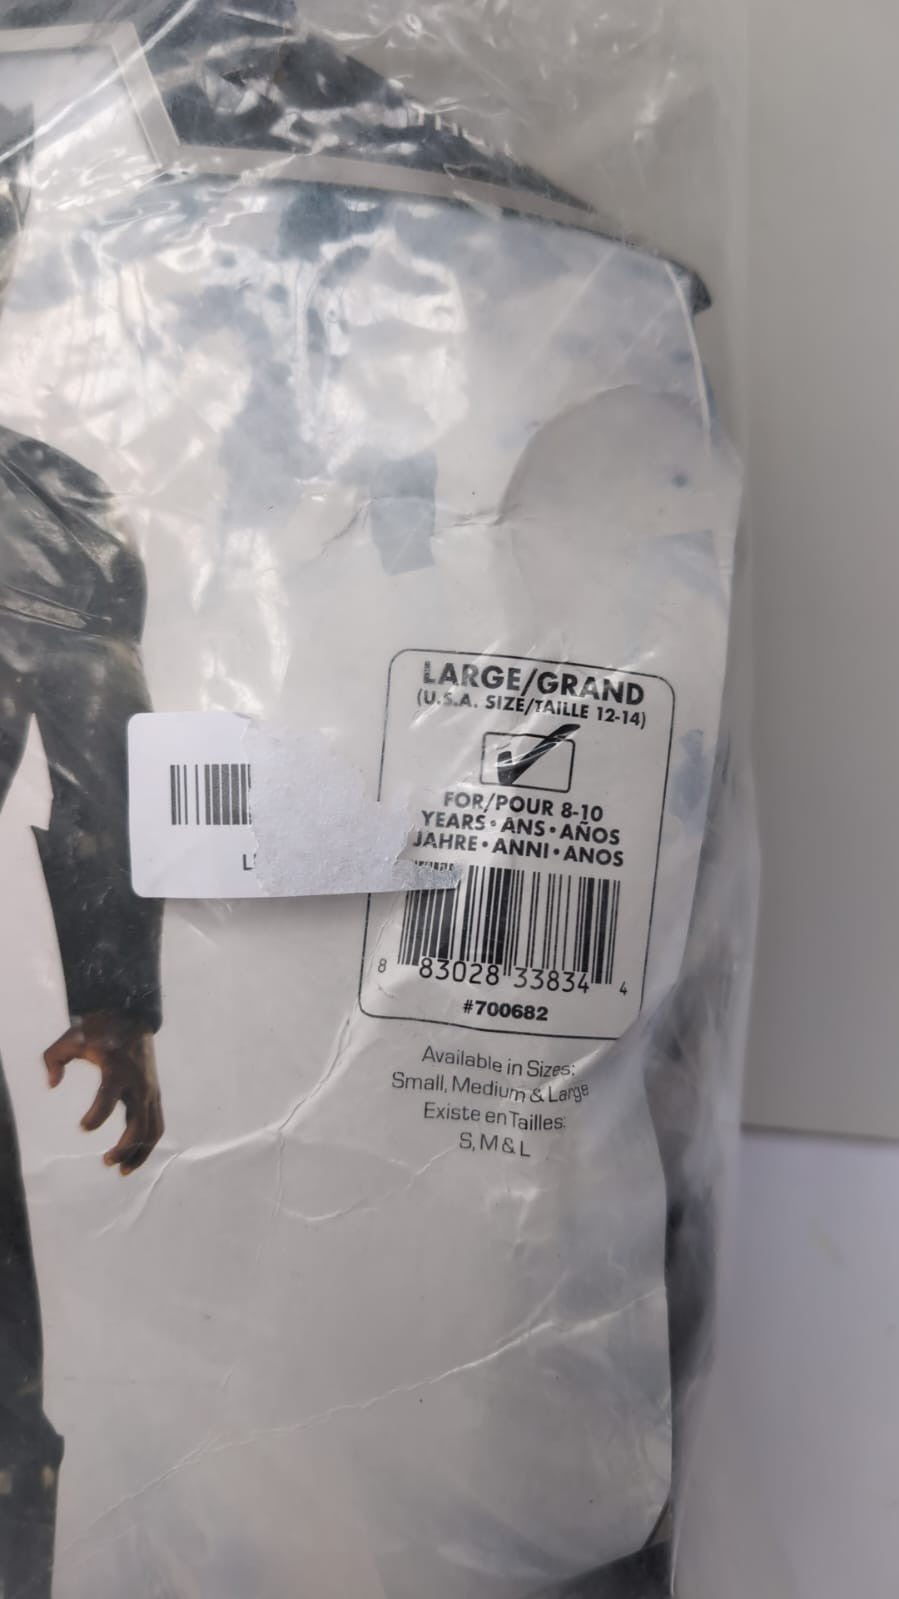 LARGE/GRAND
(U.S.A. SIZE/TAILLE 12-14)
FOR/POUR 8-10
YEARS • ANS • AÑOS
JAHRE • ANNI • ANOS
8 83028 33834 4
#700682
Available in Sizes:
Small, Medium & Large
Existe en Tailles:
S, M & L